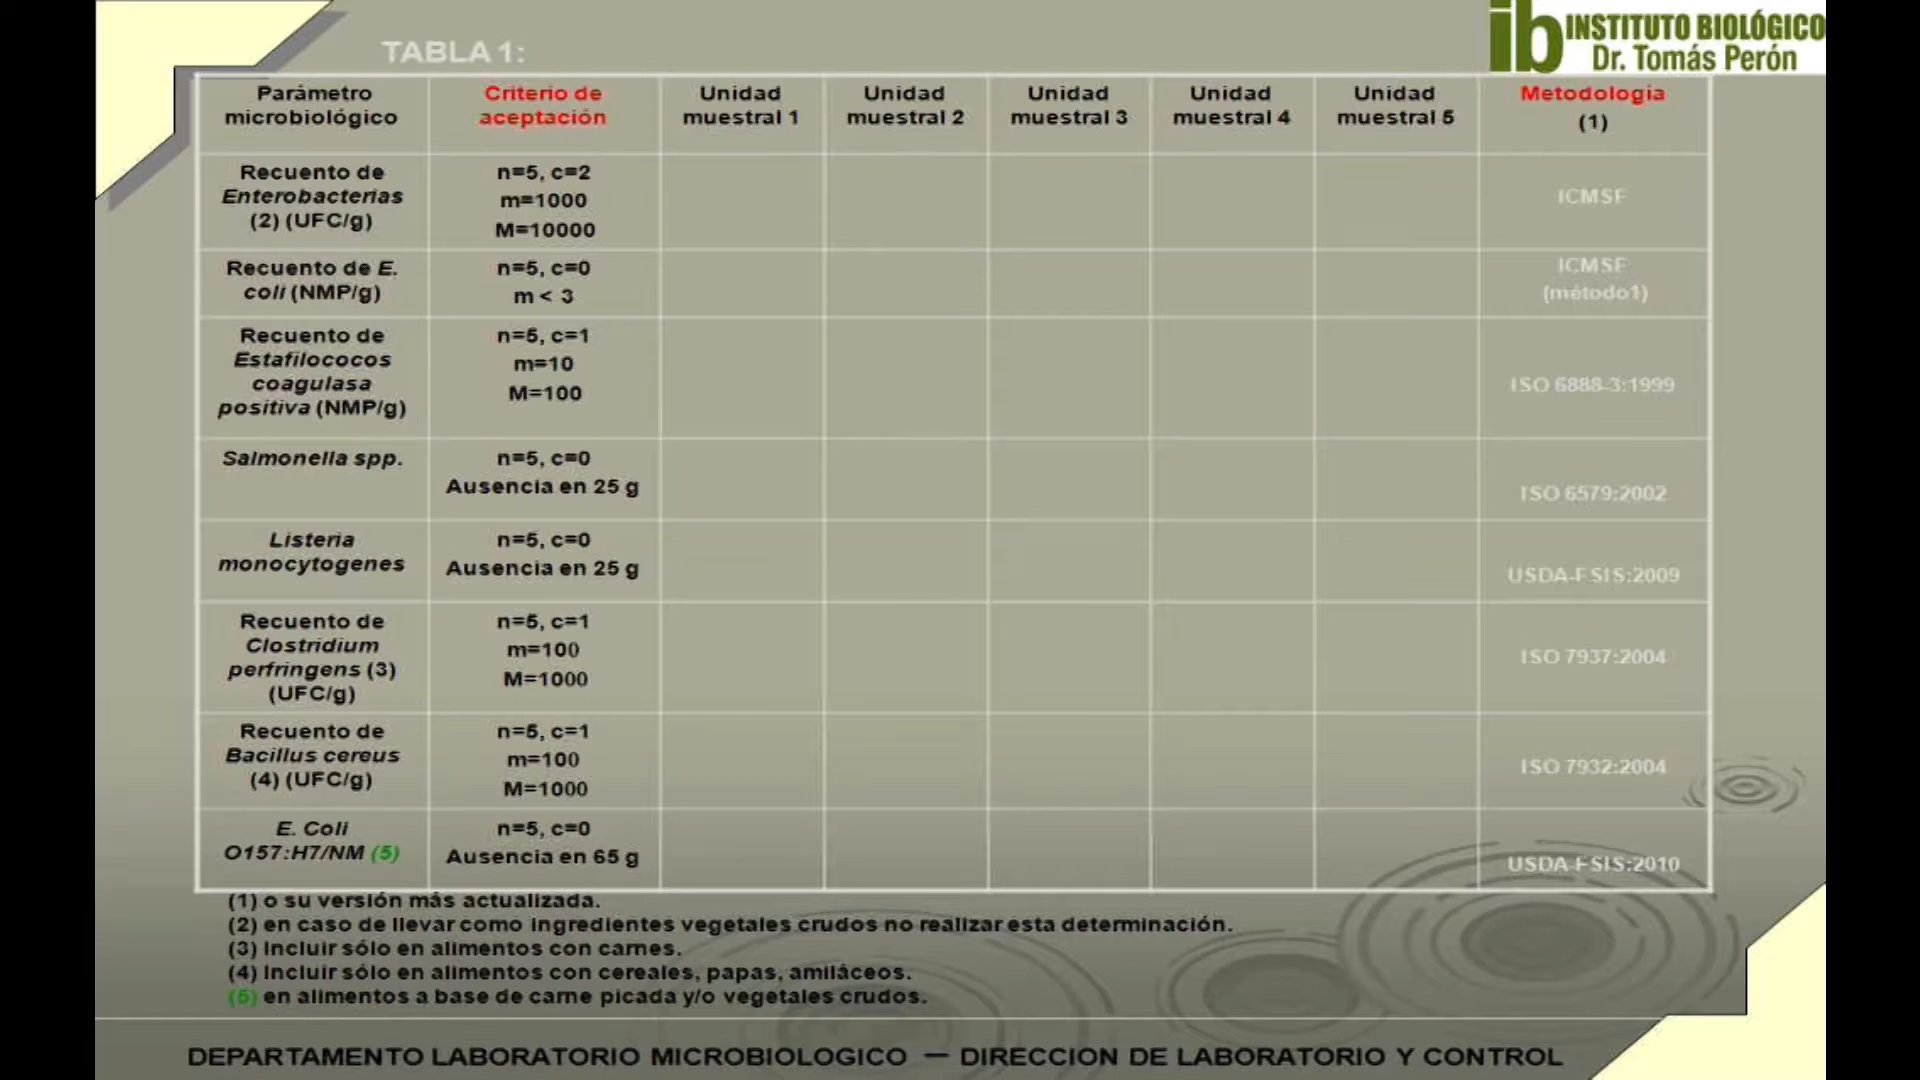 ib INSTITUTO BIOLÓGICO
Dr. Tomás Perón
TABLA 1:
Parámetro
microbiológico
Criterio de
aceptación
Unidad
muestral 1
Unidad
muestral 2
Unidad
muestral 3
Unidad
muestral 4
Unidad
muestral 5
Metodología
(1)
Recuento de
Enterobacterias
(2) (UFC/g)
n=5, c=2
m=1000
M=10000
ICMSF
Recuento de E.
coli (NMP/g)
n=5, c=0
m < 3
ICMSF
(método1)
Recuento de
Estafilococos
coagulasa
positiva (NMP/g)
n=5, c=1
m=10
M=100
ISO 6888-3:1999
Salmonella spp.
n=5, c=0
Ausencia en 25 g
ISO 6579:2002
Listeria
monocytogenes
n=5, c=0
Ausencia en 25 g
USDA-FSIS:2009
Recuento de
Clostridium
perfringens (3)
(UFC/g)
n=5, c=1
m=100
M=1000
ISO 7937:2004
Recuento de
Bacillus cereus
(4) (UFC/g)
n=5, c=1
m=100
M=1000
ISO 7932:2004
E. Coli
O157:H7/NM (5)
n=5, c=0
Ausencia en 65 g
USDA-FSIS:2010
(1) o su versión más actualizada.
(2) en caso de llevar como ingredientes vegetales crudos no realizar esta determinación.
(3) Incluir sólo en alimentos con carnes.
(4) Incluir sólo en alimentos con cereales, papas, amiláceos.
(5) en alimentos a base de carne picada y/o vegetales crudos.
DEPARTAMENTO LABORATORIO MICROBIOLOGICO — DIRECCION DE LABORATORIO Y CONTROL